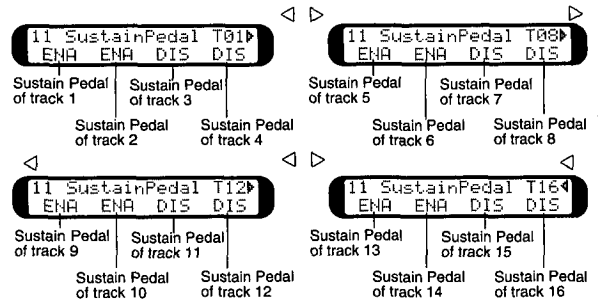 11 SustainPedal T01
ENA ENA DIS DIS
Sustain Pedal
of track 1
Sustain Pedal
of track 3
Sustain Pedal
of track 2
Sustain Pedal
of track 4
11 SustainPedal T08
ENA ENA DIS DIS
Sustain Pedal
of track 5
Sustain Pedal
of track 7
Sustain Pedal
of track 6
Sustain Pedal
of track 8
11 SustainPedal T12
ENA ENA DIS DIS
Sustain Pedal
of track 9
Sustain Pedal
of track 11
Sustain Pedal
of track 10
Sustain Pedal
of track 12
11 SustainPedal T16
ENA ENA DIS DIS
Sustain Pedal
of track 13
Sustain Pedal
of track 15
Sustain Pedal
of track 14
Sustain Pedal
of track 16